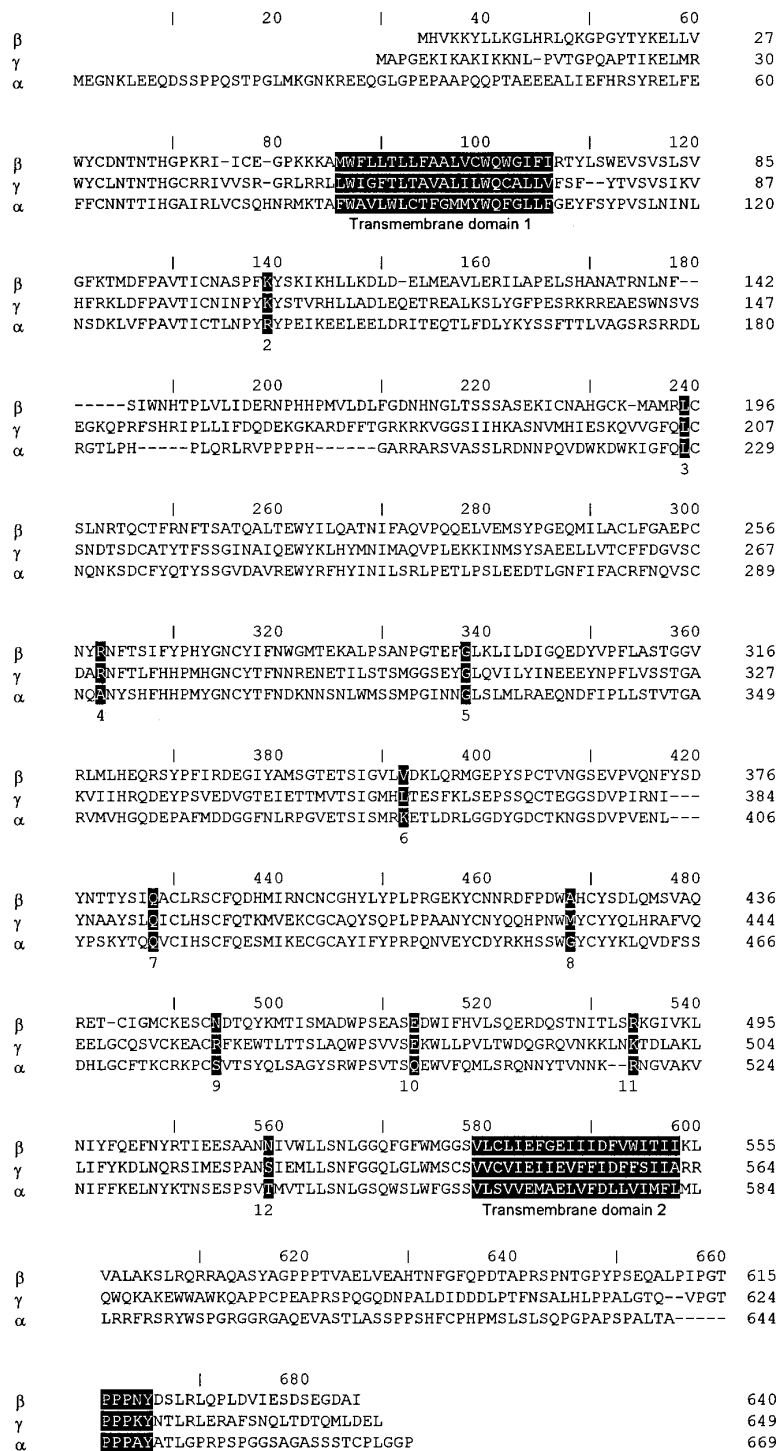 | 20 | 40 | 60
β MHVKKYLLKGLHRLQKGPGYTYKELLV 27
γ MAPGEKIKAKIKKNL-PVTGPQAPTIKELMR 30
α MEGNKLEEQDSSPPQSTPGLMKGNKREEQGLGPEPAAPQQPTAEEEALIEFHRSYRELFE 60
| 80 | 100 | 120
β WYCDNTNTHGPKRI-ICE-GPKKKAMWFLLTLLFAALVCWQWGIFIRTYLSWEVSVSLSV 85
γ WYCLNTNTHGCRRIVVSR-GRLRRLLWIGFTLTAVALILWQCALLVFSF--YTVSVSIKV 87
α FFCNNTTIHGAIRLVCSQHNRMKTAFWAVLWLCTFGMMYWQFGLLFGEYFSYPVSLNINL 120
Transmembrane domain 1
| 140 | 160 | 180
β GFKTMDFPAVTICNASPFKYSKIKHLLKDLD-ELMEAVLERILAPELSHANATRNLNF-- 142
γ HFRKLDFPAVTICNINPYKYSTVRHLLADLEQETREALKSLYGFPESRKRREAESWNSVS 147
α NSDKLVFPAVTICTLNPYRYPEIKEELEELDRITEQTLFDLYKYSSFTTLVAGSRSRRDL 180
2
| 200 | 220 | 240
β -----SIWNHTPLVLIDERNPHHPMVLDLFGDNHNGLTSSSASEKICNAHGCK-MAMRLC 196
γ EGKQPRFSHRIPLLIFDQDEKGKARDFFTGRKRKVGGSIIHKASNVMHIESKQVVGFQLC 207
α RGTLPH-----PLQRLRVPPPPH------GARRARSVASSLRDNNPQVDWKDWKIGFQLC 229
3
| 260 | 280 | 300
β SLNRTQCTFRNFTSATQALTEWYILQATNIFAQVPQQELVEMSYPGEQMILACLFGAEPC 256
γ SNDTSDCATYTFSSGINAIQEWYKLHYMNIMAQVPLEKKINMSYSAEELLVTCFFDGVSC 267
α NQNKSDCFYQTYSSGVDAVREWYRFHYINILSRLPETLPSLEEDTLGNFIFACRFNQVSC 289
| 320 | 340 | 360
β NYRNFTSIFYPHYGNCYIFNWGMTEKALPSANPGTEFGLKLILDIGQEDYVPFLASTGGV 316
γ DARNFTLFHHPMHGNCYTFNNRENETILSTSMGGSEYGLQVILYINEEEYNPFLVSSTGA 327
α NQANYSHFHHPMYGNCYTFNDKNNSNLWMSSMPGINNGLSLMLRAEQNDFIPLLSTVTGA 349
4 5
| 380 | 400 | 420
β RLMLHEQRSYPFIRDEGIYAMSGTETSIGVLVDKLQRMGEPYSPCTVNGSEVPVQNFYSD 376
γ KVIIHRQDEYPSVEDVGTEIETTMVTSIGMHLTESFKLSEPSSQCTEGGSDVPIRNI--- 384
α RVMVHGQDEPAFMDDGGFNLRPGVETSISMRKETLDRLGGDYGDCTKNGSDVPVENL--- 406
6
| 440 | 460 | 480
β YNTTYSIQACLRSCFQDHMIRNCNCGHYLYPLPRGEKYCNNRDFPDWAHCYSDLQMSVAQ 436
γ YNAAYSLQICLHSCFQTKMVEKCGCAQYSQPLPPAANYCNYQQHPNWMYCYYQLHRAFVQ 444
α YPSKYTQQVCIHSCFQESMIKECGCAYIFYPRPQNVEYCDYRKHSSWGYCYYKLQVDFSS 466
7 8
| 500 | 520 | 540
β RET-CIGMCKESCNDTQYKMTISMADWPSEASEDWIFHVLSQERDQSTNITLSRKGIVKL 495
γ EELGCQSVCKEACRFKEWTLTTSLAQWPSVVSEKWLLPVLTWDQGRQVNKKLNKTDLAKL 504
α DHLGCFTKCRKPCSVTSYQLSAGYSRWPSVTSQEWVFQMLSRQNNYTVNNK--RNGVAKV 524
9 10 11
| 560 | 580 | 600
β NIYFQEFNYRTIEESAANNIVWLLSNLGGQFGFWMGGSVLCLIEFGEIIIDFVWITIIKL 555
γ LIFYKDLNQRSIMESPANSIEMLLSNFGGQLGLWMSCSVVCVIEIIEVFFIDFFSIIARR 564
α NIFFKELNYKTNSESPSVTMVTLLSNLGSQWSLWFGSSVLSVVEMAELVFDLLVIMFLML 584
12 Transmembrane domain 2
| 620 | 640 | 660
β VALAKSLRQRRAQASYAGPPPTVAELVEAHTNFGFQPDTAPRSPNTGPYPSEQALPIPGT 615
γ QWQKAKEWWAWKQAPPCPEAPRSPQGQDNPALDIDDDLPTFNSALHLPPALGTQ--VPGT 624
α LRRFRSRYWSPGRGGRGAQEVASTLASSPPSHFCPHPMSLSLSQPGPAPSPALTA----- 644
| 680
β PPPNYDSLRLQPLDVIESDSEGDAI 640
γ PPPKYNTLRLERAFSNQLTDTQMLDEL 649
α PPPAYATLGPRPSPGGSAGASSSTCPLGGP 669